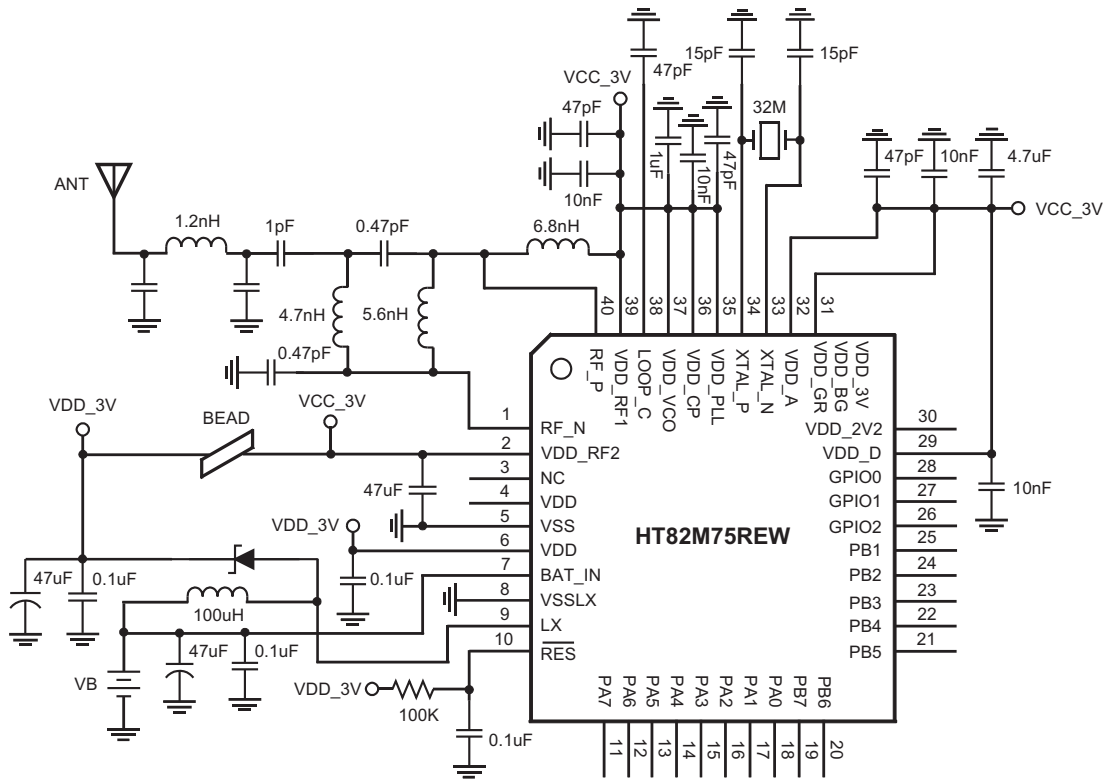 15pF
15pF
47pF
VCC_3V
32M
47pF
1uF
10nF
47pF
10nF
47pF
10nF
4.7uF
ANT
VCC_3V
1.2nH
1pF
0.47pF
6.8nH
4.7nH
5.6nH
0.47pF
40
39
38
37
36
35
34
33
32
31
RF_P
VDD_RF1
LOOP_C
VDD_VCO
VDD_CP
VDD_PLL
XTAL_P
XTAL_N
VDD_A
VDD_GR
VDD_BG
VDD_3V
VDD_3V
BEAD
VCC_3V
1 RF_N
2 VDD_RF2
3 NC
4 VDD
5 VSS
6 VDD
7 BAT_IN
8 VSSLX
9 LX
10 RES
VDD_2V2 30
VDD_D 29
GPIO0 28
GPIO1 27
GPIO2 26
PB1 25
PB2 24
PB3 23
PB4 22
PB5 21
10nF
HT82M75REW
47uF
VDD_3V
0.1uF
47uF
0.1uF
100uH
47uF
0.1uF
VB
VDD_3V
100K
0.1uF
PA7
PA6
PA5
PA4
PA3
PA2
PA1
PA0
PB7
PB6
11
12
13
14
15
16
17
18
19
20